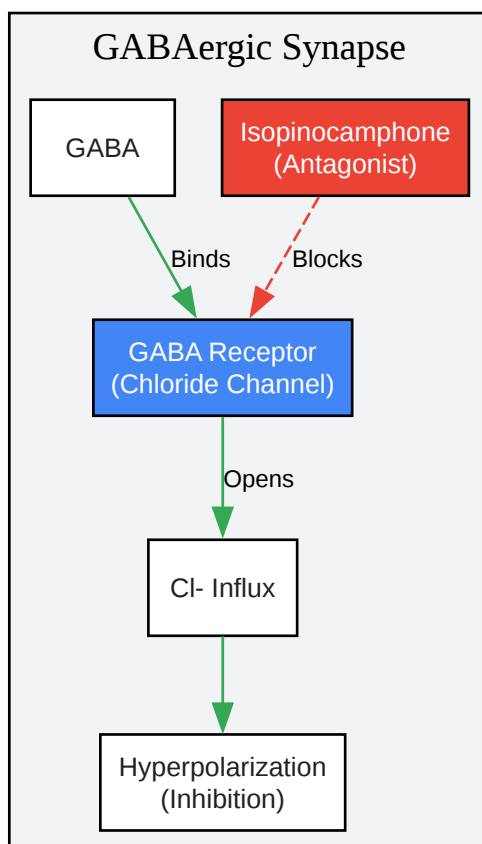 GABAergic Synapse
GABA
Isopinocamphone
(Antagonist)
Binds
Blocks
GABA Receptor
(Chloride Channel)
Opens
Cl- Influx
Hyperpolarization
(Inhibition)